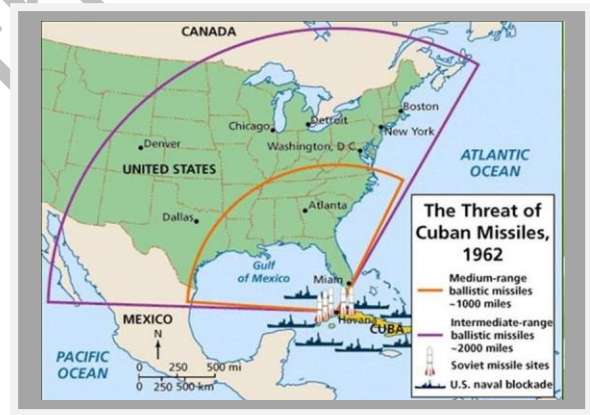 CANADA
Boston
Detroit
Chicago
New York
Denver
Washington, D.C.
UNITED STATES
ATLANTIC
OCEAN
Dallas
Atlanta
Gulf
of Mexico
Miami
Havana
CUBA
MEXICO
N
PACIFIC
OCEAN
0 250 500 mi
0 250 500 km
The Threat of
Cuban Missiles,
1962
Medium-range
ballistic missiles
~1000 miles
Intermediate-range
ballistic missiles
~2000 miles
Soviet missile sites
U.S. naval blockade